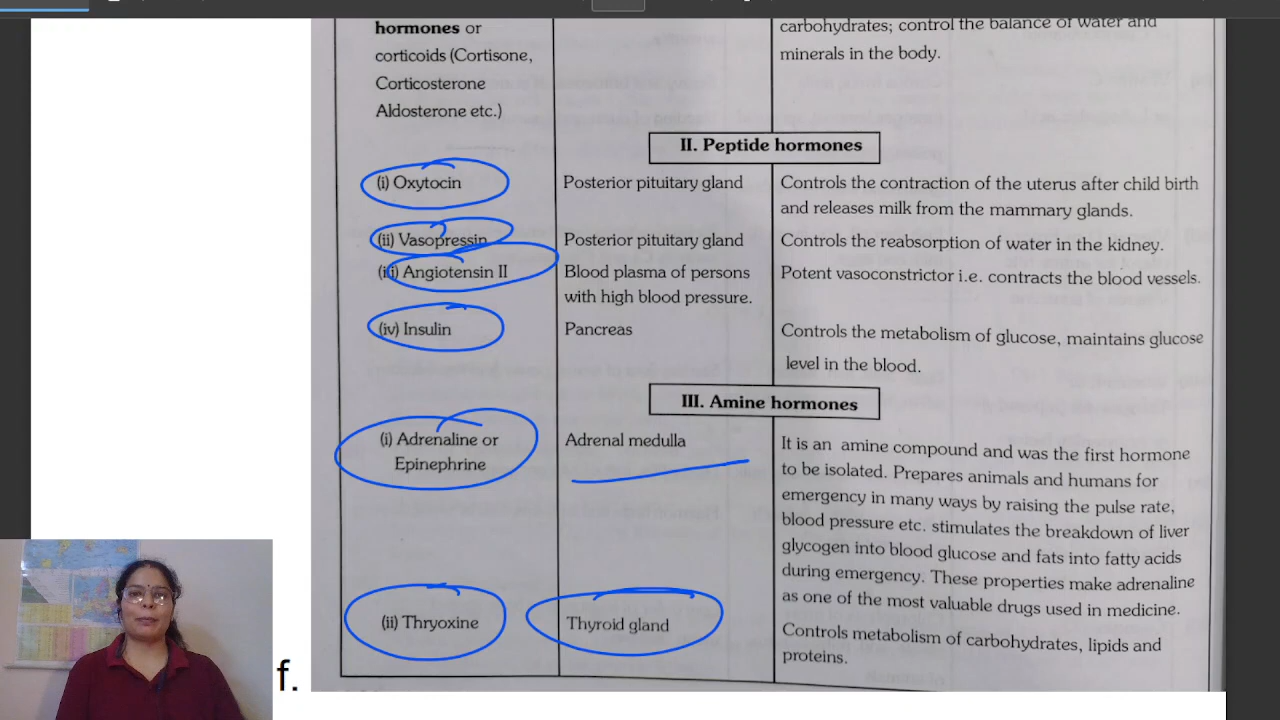 hormones or
corticoids (Cortisone,
Corticosterone
Aldosterone etc.)
carbohydrates; control the balance of water and
minerals in the body.
II. Peptide hormones
(i) Oxytocin
Posterior pituitary gland
Controls the contraction of the uterus after child birth
and releases milk from the mammary glands.
(ii) Vasopressin
Posterior pituitary gland
Controls the reabsorption of water in the kidney.
(iii) Angiotensin II
Blood plasma of persons
with high blood pressure.
Potent vasoconstrictor i.e. contracts the blood vessels.
(iv) Insulin
Pancreas
Controls the metabolism of glucose, maintains glucose
level in the blood.
III. Amine hormones
(i) Adrenaline or
Epinephrine
Adrenal medulla
It is an amine compound and was the first hormone
to be isolated. Prepares animals and humans for
emergency in many ways by raising the pulse rate,
blood pressure etc. stimulates the breakdown of liver
glycogen into blood glucose and fats into fatty acids
during emergency. These properties make adrenaline
as one of the most valuable drugs used in medicine.
(ii) Thryoxine
Thyroid gland
Controls metabolism of carbohydrates, lipids and
proteins.
f.